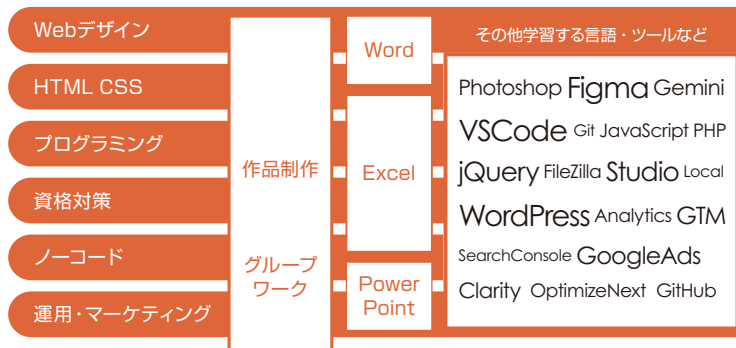 Webデザイン
HTML CSS
プログラミング
資格対策
ノーコード
運用・マーケティング
作品制作
グループ
ワーク
Word
Excel
Power
Point
その他学習する言語・ツールなど
Photoshop Figma Gemini
VSCode Git JavaScript PHP
jQuery FileZilla Studio Local
WordPress Analytics GTM
SearchConsole GoogleAds
Clarity OptimizeNext GitHub